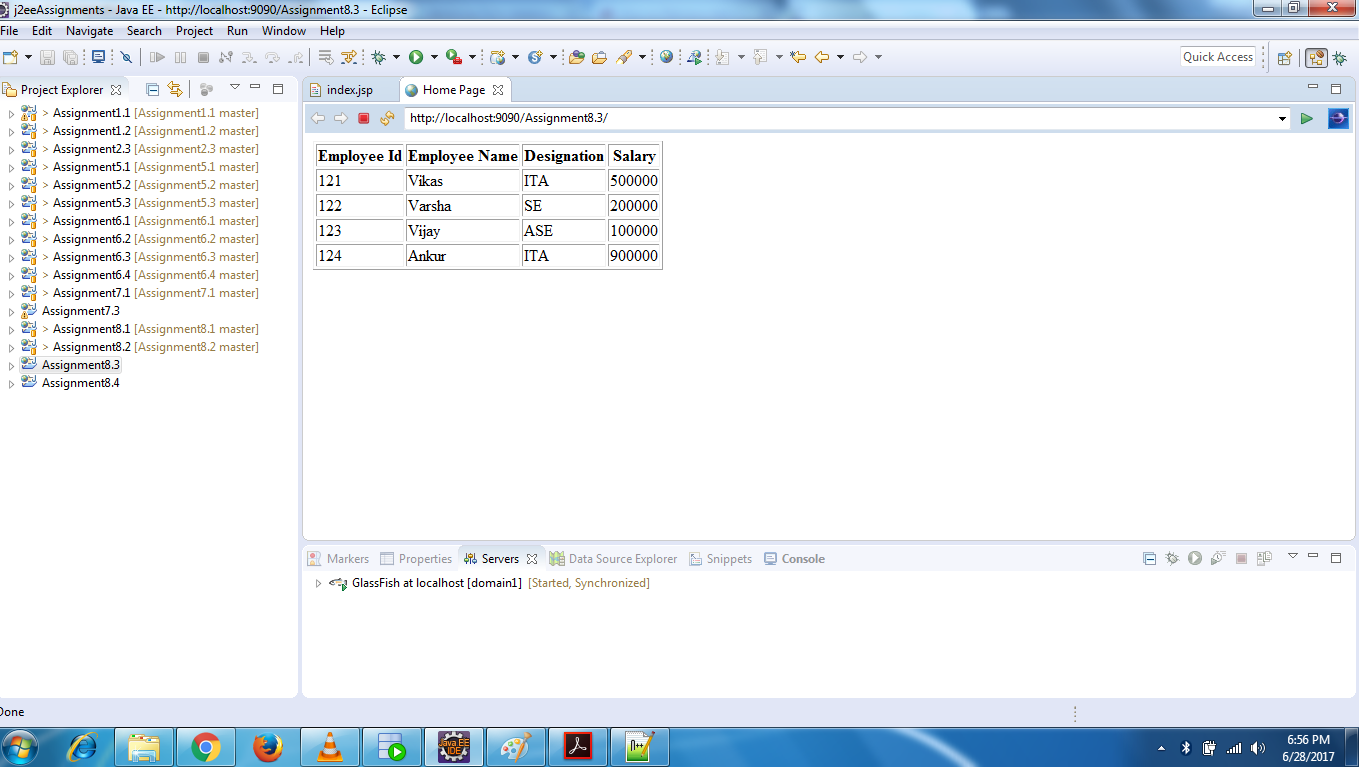 j2eeAssignments - Java EE - http://localhost:9090/Assignment8.3/ - Eclipse
File Edit Navigate Search Project Run Window Help
Quick Access
Project Explorer
> Assignment1.1 [Assignment1.1 master]
> Assignment1.2 [Assignment1.2 master]
> Assignment2.3 [Assignment2.3 master]
> Assignment5.1 [Assignment5.1 master]
> Assignment5.2 [Assignment5.2 master]
> Assignment5.3 [Assignment5.3 master]
> Assignment6.1 [Assignment6.1 master]
> Assignment6.2 [Assignment6.2 master]
> Assignment6.3 [Assignment6.3 master]
> Assignment6.4 [Assignment6.4 master]
> Assignment7.1 [Assignment7.1 master]
Assignment7.3
> Assignment8.1 [Assignment8.1 master]
> Assignment8.2 [Assignment8.2 master]
Assignment8.3
Assignment8.4
index.jsp Home Page
http://localhost:9090/Assignment8.3/
Employee Id Employee Name Designation Salary
121 Vikas ITA 500000
122 Varsha SE 200000
123 Vijay ASE 100000
124 Ankur ITA 900000
Markers Properties Servers Data Source Explorer Snippets Console
GlassFish at localhost [domain1] [Started, Synchronized]
Done
Java EE
IDE
6:56 PM
6/28/2017